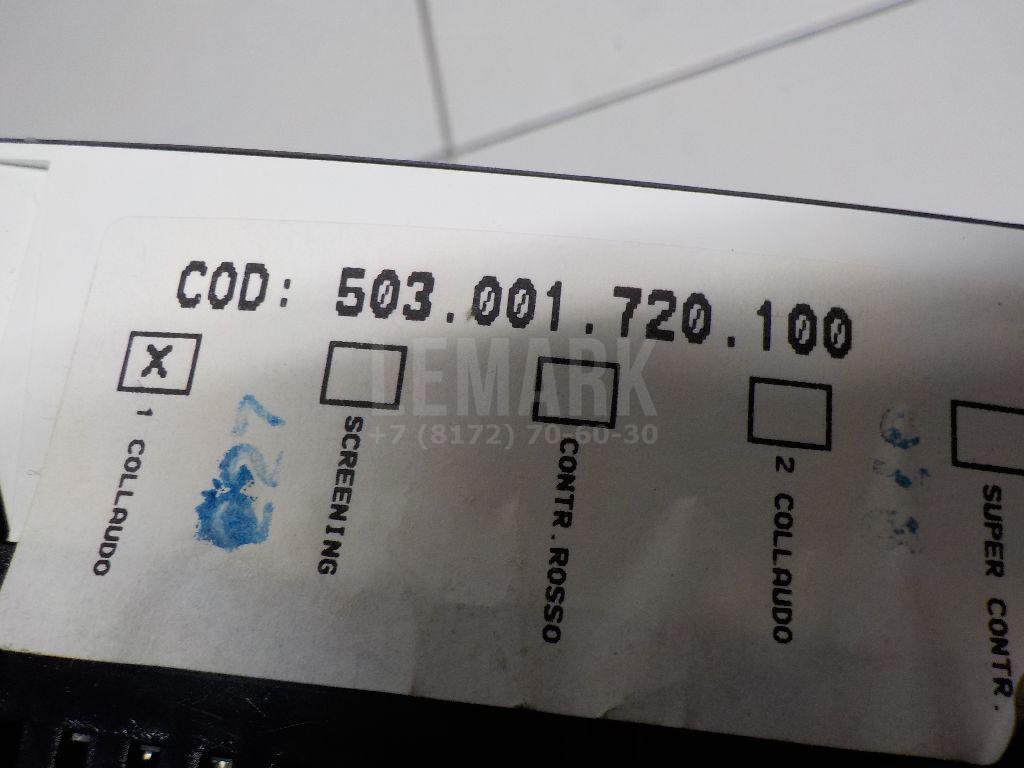 COD: 503.001.720.100
X
1 COLLAUDO
SCREENING
CONTR.ROSSO
2 COLLAUDO
SUPER CONTR.
LEMARK
+7 (8172) 70-60-30